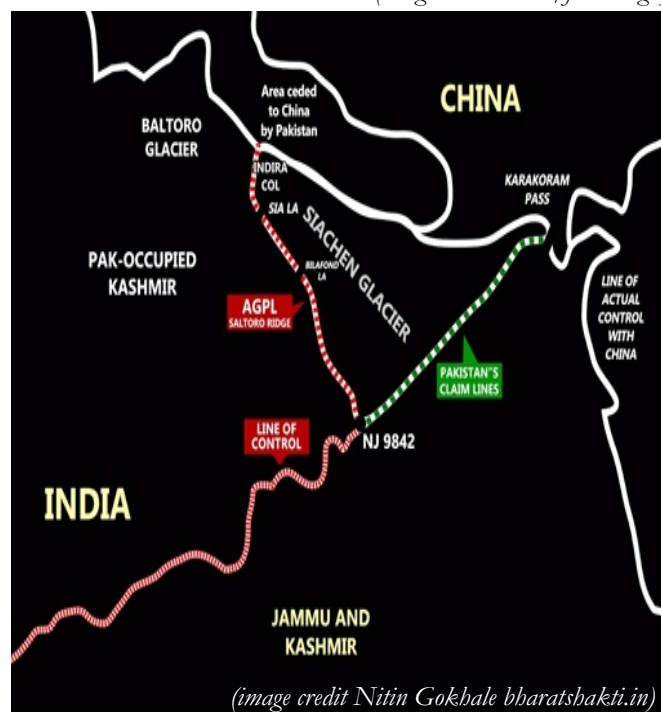 CHINA
Area ceded
to China
by Pakistan
BALTORO
GLACIER
INDIRA
COL
KARAKORAM
PASS
SIA LA
SIACHEN GLACIER
PAK-OCCUPIED
KASHMIR
BILAFOND
LA
LINE OF
ACTUAL
CONTROL
WITH
CHINA
AGPL
SALTORO RIDGE
PAKISTAN"S
CLAIM LINES
LINE OF
CONTROL
NJ 9842
INDIA
JAMMU AND
KASHMIR
(image credit Nitin Gokhale bharatshakti.in)